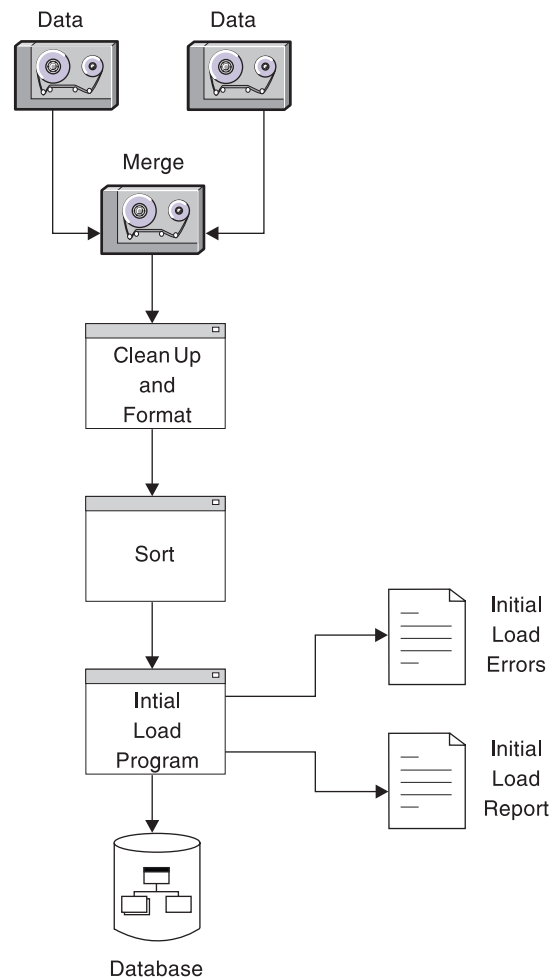 Data
Data
Merge
Clean Up
and
Format
Sort
Intial
Load
Program
Initial
Load
Errors
Initial
Load
Report
Database